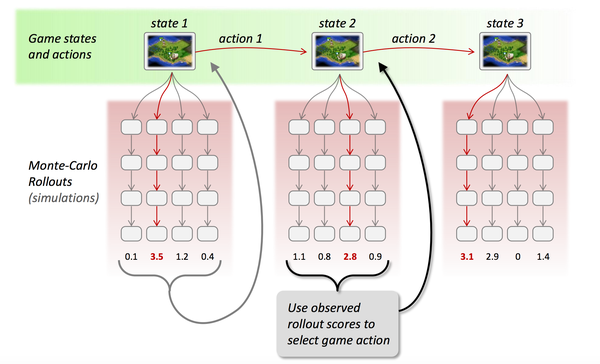 state 1
state 2
state 3
Game states
and actions
action 1
action 2
Monte-Carlo
Rollouts
(simulations)
0.1 3.5 1.2 0.4
1.1 0.8 2.8 0.9
3.1 2.9 0 1.4
Use observed
rollout scores to
select game action